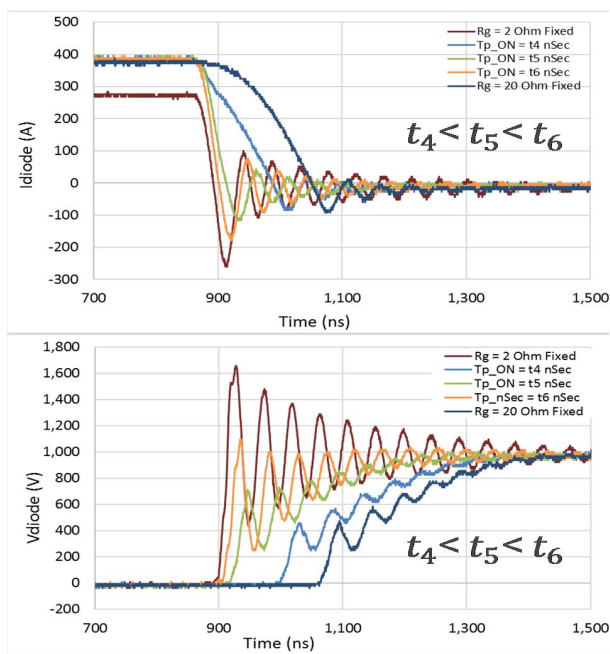 500
400
300
200
100
0
-100
-200
-300
Idiode (A)
Rg = 2 Ohm Fixed
Tp_ON = t4 nSec
Tp_ON = t5 nSec
Tp_ON = t6 nSec
Rg = 20 Ohm Fixed
t4 < t5 < t6
700 900 1,100 1,300 1,500
Time (ns)
1,800
1,600
1,400
1,200
1,000
800
600
400
200
0
-200
Vdiode (V)
Rg = 2 Ohm Fixed
Tp_ON = t4 nSec
Tp_ON = t5 nSec
Tp_nSec = t6 nSec
Rg = 20 Ohm Fixed
t4 < t5 < t6
700 900 1,100 1,300 1,500
Time (ns)